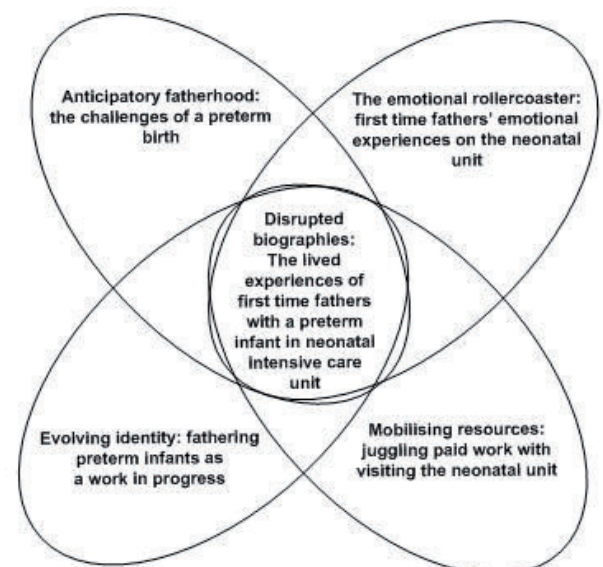 Anticipatory fatherhood:
the challenges of a preterm
birth
The emotional rollercoaster:
first time fathers' emotional
experiences on the neonatal
unit
Disrupted
biographies:
The lived
experiences of
first time fathers
with a preterm
infant in neonatal
intensive care
unit
Evolving identity: fathering
preterm infants as
a work in progress
Mobilising resources:
juggling paid work with
visiting the neonatal unit